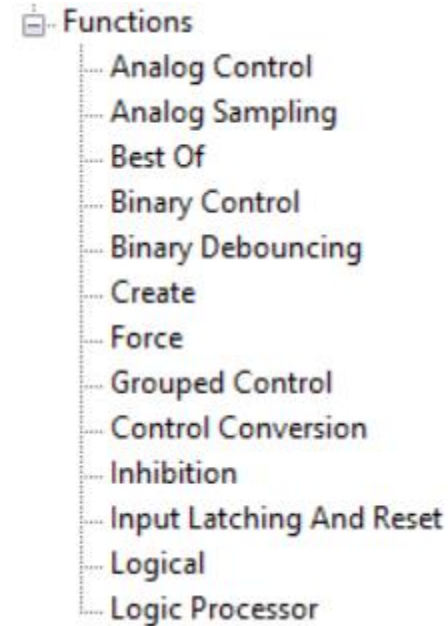 Functions
Analog Control
Analog Sampling
Best Of
Binary Control
Binary Debouncing
Create
Force
Grouped Control
Control Conversion
Inhibition
Input Latching And Reset
Logical
Logic Processor